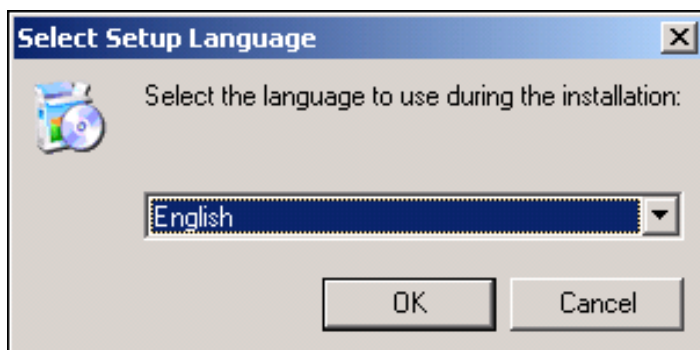 Select Setup Language
Select the language to use during the installation:
English
OK
Cancel